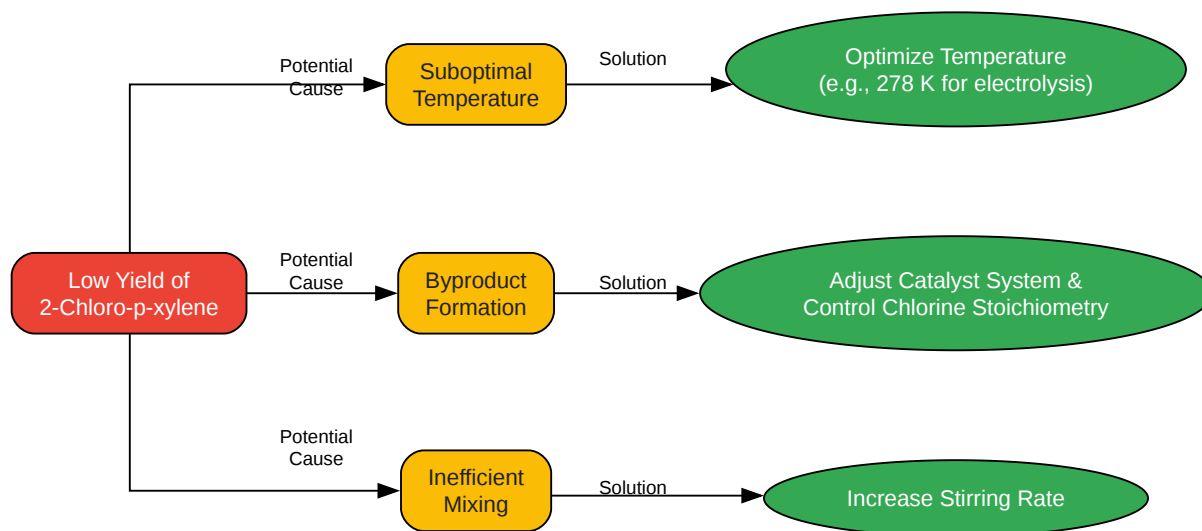 Potential
Cause
Suboptimal
Temperature
Solution
Optimize Temperature
(e.g., 278 K for electrolysis)
Low Yield of
2-Chloro-p-xylene
Potential
Cause
Byproduct
Formation
Solution
Adjust Catalyst System &
Control Chlorine Stoichiometry
Potential
Cause
Inefficient
Mixing
Solution
Increase Stirring Rate